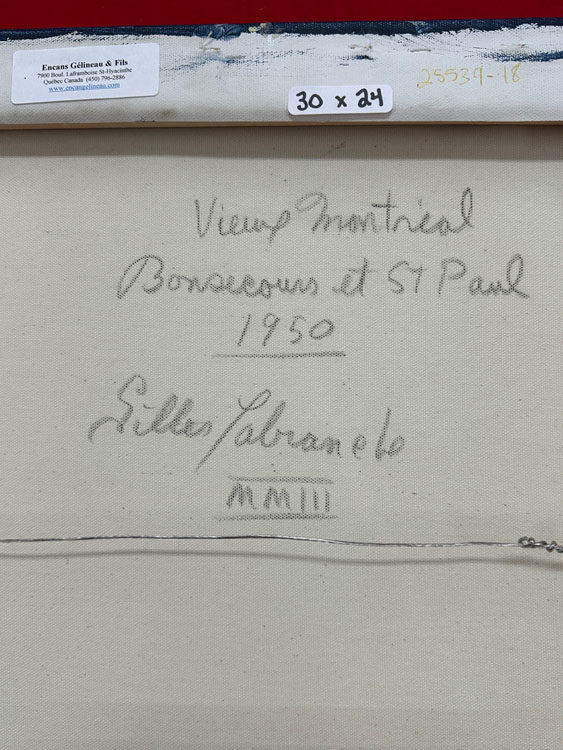 Encans Gélineau & Fils
7900 Boul. Laframboise St-Hyacinthe
Québec Canada (450) 796-2886
www.encangelineau.com
30 x 24
25539-18
Vieux Montréal
Bonsecours et St Paul
1950
Gilles Labranche
MMIII